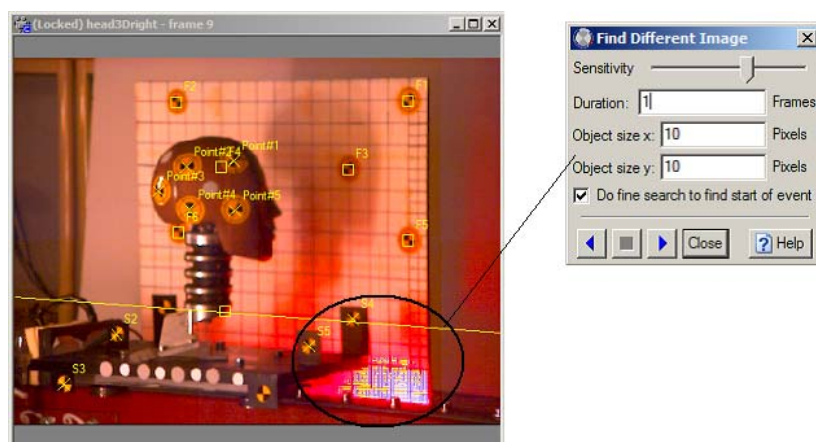 (Locked) head3Dright - frame 9
F2
F1
Point#2
F4
Point#1
F3
Point#3
Point#4
Point#5
F6
F5
S4
S2
S5
S3
Find Different Image
Sensitivity
Duration: 1 Frames
Object size x: 10 Pixels
Object size y: 10 Pixels
Do fine search to find start of event
Close
? Help